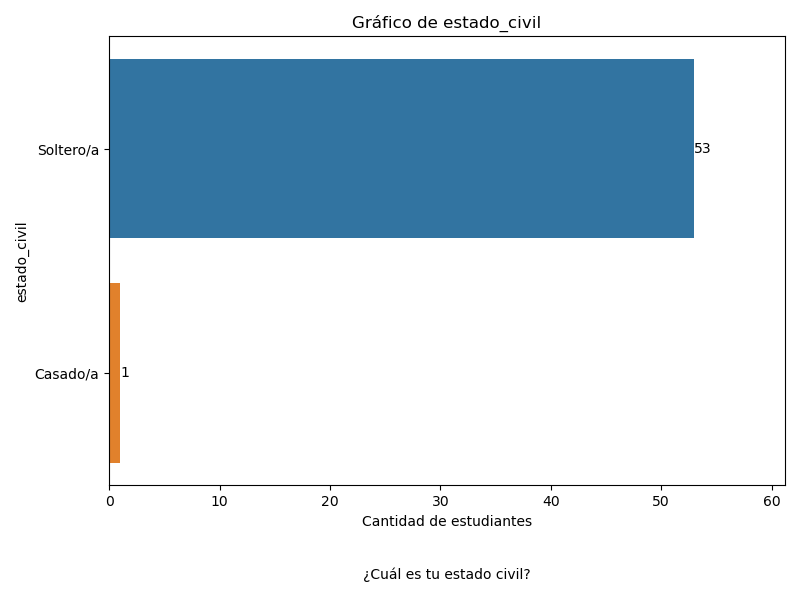 Gráfico de estado_civil
estado_civil
Soltero/a
53
Casado/a
1
0 10 20 30 40 50 60
Cantidad de estudiantes
¿Cuál es tu estado civil?